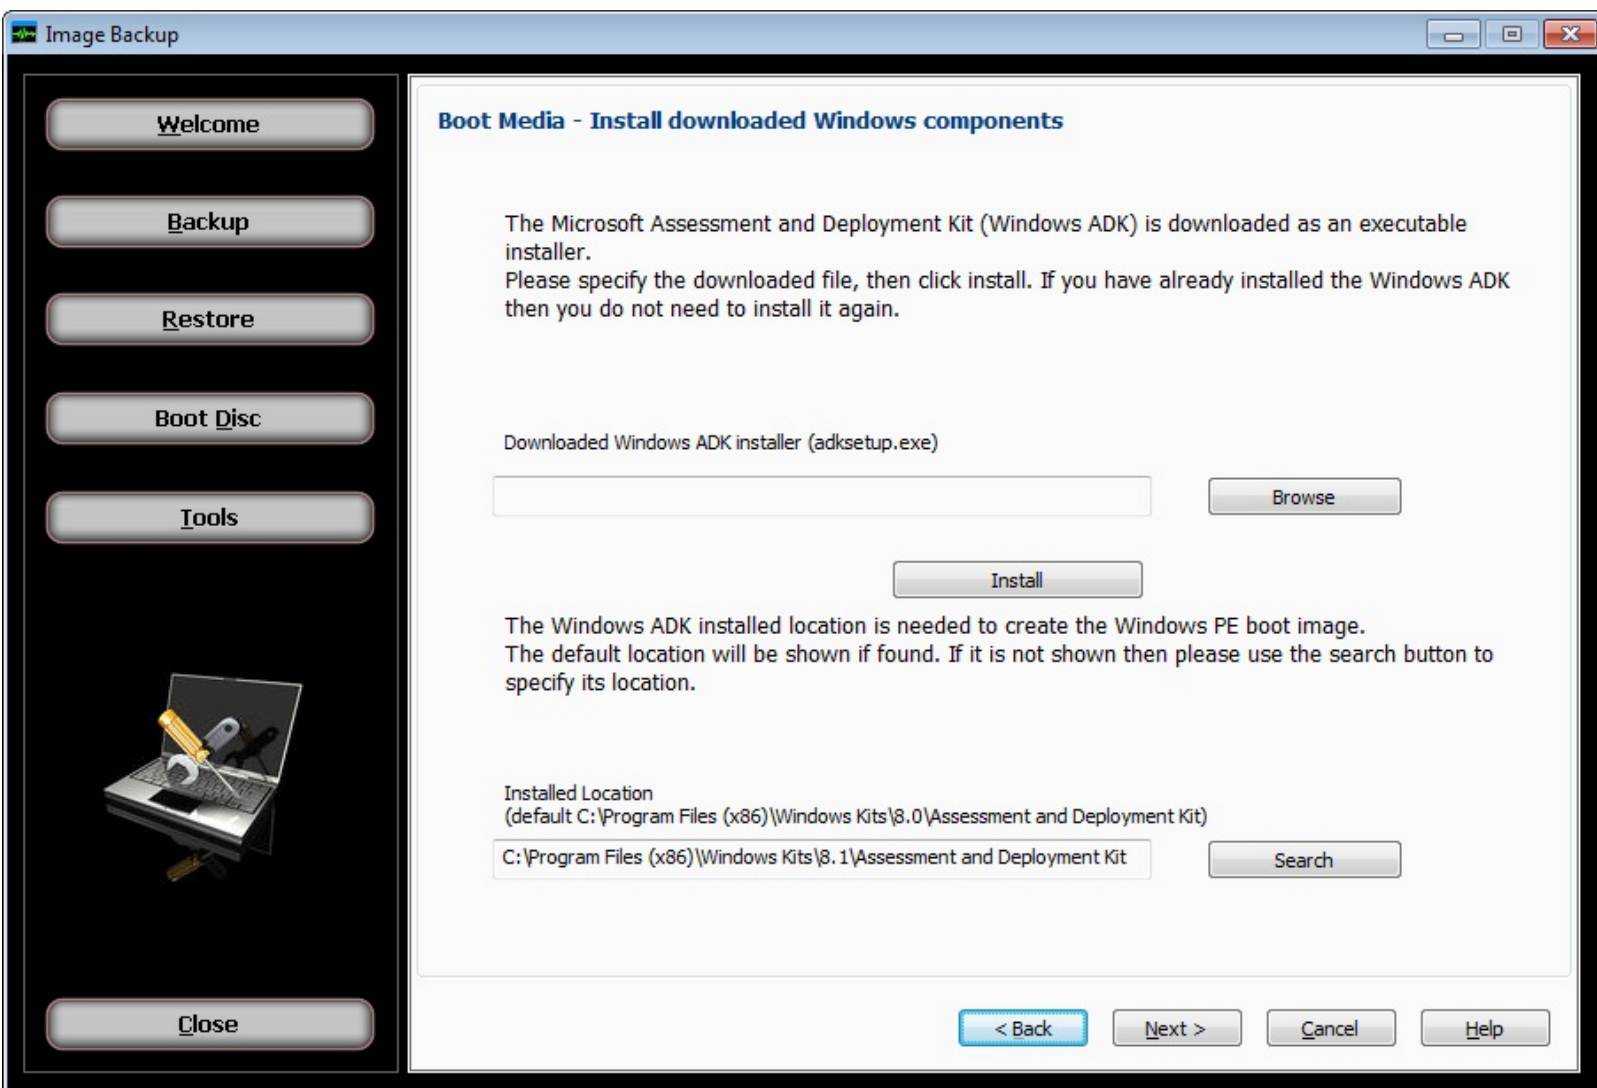 Image Backup
Welcome
Backup
Restore
Boot Disc
Tools
Close
Boot Media - Install downloaded Windows components
The Microsoft Assessment and Deployment Kit (Windows ADK) is downloaded as an executable
installer.
Please specify the downloaded file, then click install. If you have already installed the Windows ADK
then you do not need to install it again.
Downloaded Windows ADK installer (adksetup.exe)
Browse
Install
The Windows ADK installed location is needed to create the Windows PE boot image.
The default location will be shown if found. If it is not shown then please use the search button to
specify its location.
Installed Location
(default C:\Program Files (x86)\Windows Kits\8.0\Assessment and Deployment Kit)
C:\Program Files (x86)\Windows Kits\8.1\Assessment and Deployment Kit
Search
< Back
Next >
Cancel
Help